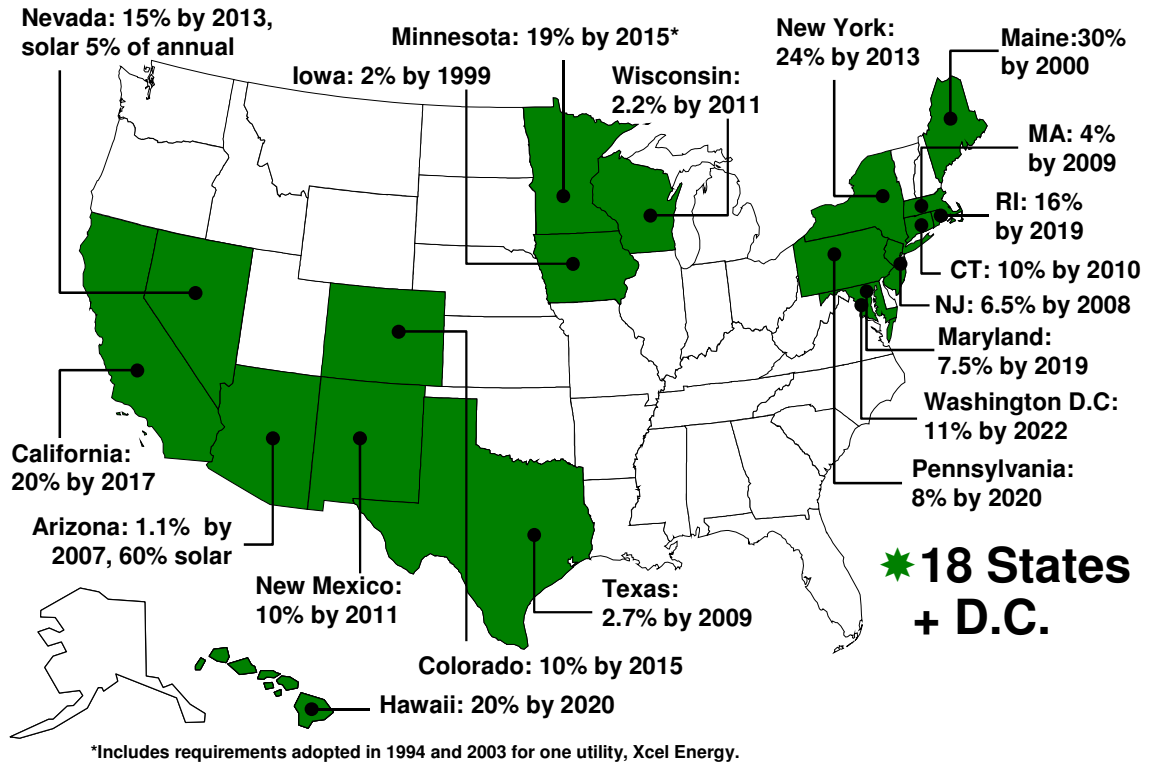 Nevada: 15% by 2013,
solar 5% of annual
Minnesota: 19% by 2015*
Iowa: 2% by 1999
Wisconsin:
2.2% by 2011
New York:
24% by 2013
Maine:30%
by 2000
MA: 4%
by 2009
RI: 16%
by 2019
CT: 10% by 2010
NJ: 6.5% by 2008
Maryland:
7.5% by 2019
Washington D.C:
11% by 2022
Pennsylvania:
8% by 2020
California:
20% by 2017
Arizona: 1.1% by
2007, 60% solar
New Mexico:
10% by 2011
Texas:
2.7% by 2009
Colorado: 10% by 2015
Hawaii: 20% by 2020
18 States
+ D.C.
*Includes requirements adopted in 1994 and 2003 for one utility, Xcel Energy.